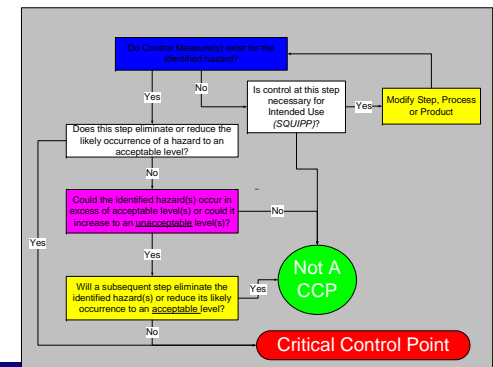 Do Control Measure(s) exist for the
identified hazard?
Yes
No
Is control at this step
necessary for
Intended Use
(SQUIPP)?
Yes
Modify Step, Process
or Product
Does this step eliminate or reduce the
likely occurrence of a hazard to an
acceptable level?
No
Could the identified hazard(s) occur in
excess of acceptable level(s) or could it
increase to an unacceptable level(s)?
No
Yes
Yes
Not A
CCP
Will a subsequent step eliminate the
identified hazard(s) or reduce its likely
occurrence to an acceptable level?
Yes
No
Critical Control Point